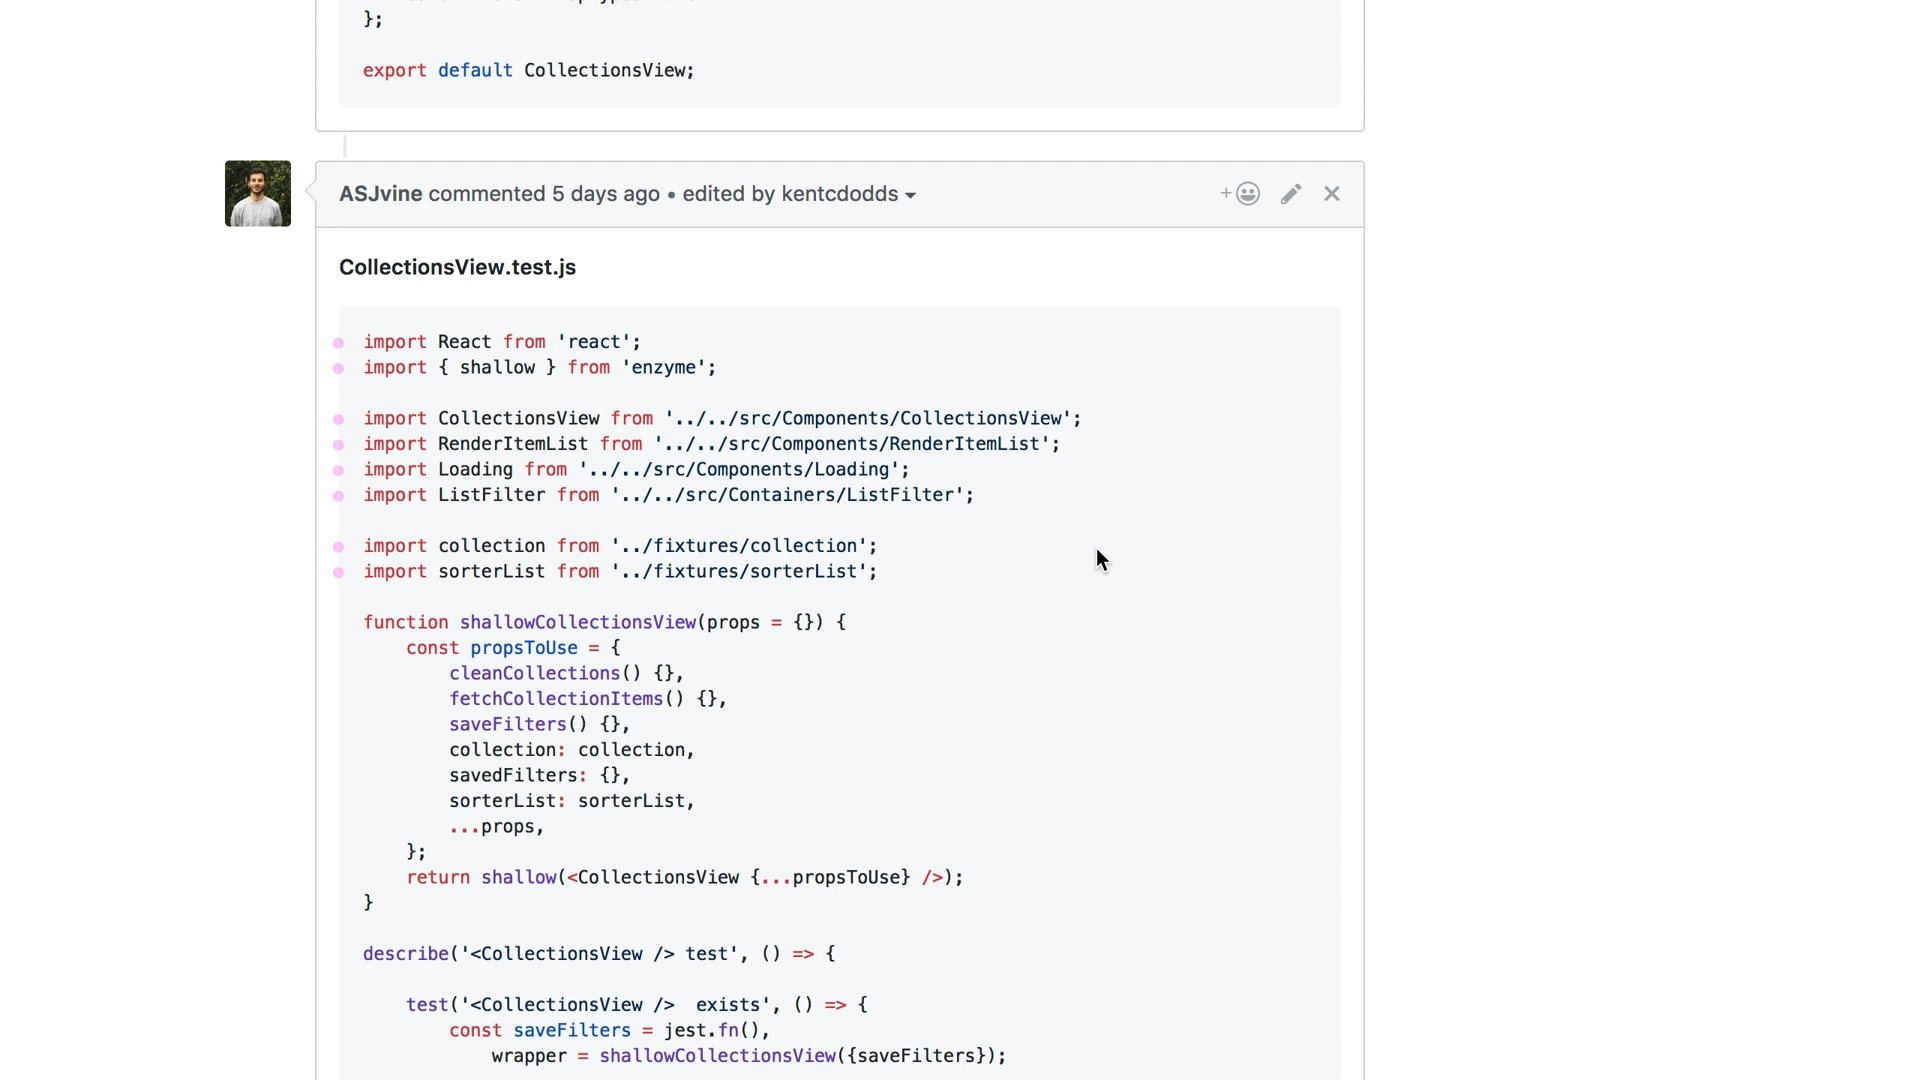 };
export default CollectionsView;
ASJvine commented 5 days ago • edited by kentcdodds
CollectionsView.test.js
import React from 'react';
import { shallow } from 'enzyme';
import CollectionsView from '../../src/Components/CollectionsView';
import RenderItemList from '../../src/Components/RenderItemList';
import Loading from '../../src/Components/Loading';
import ListFilter from '../../src/Containers/ListFilter';
import collection from '../fixtures/collection';
import sorterList from '../fixtures/sorterList';
function shallowCollectionsView(props = {}) {
    const propsToUse = {
        cleanCollections() {},
        fetchCollectionItems() {},
        saveFilters() {},
        collection: collection,
        savedFilters: {},
        sorterList: sorterList,
        ...props,
    };
    return shallow(<CollectionsView {...propsToUse} />);
}
describe('<CollectionsView /> test', () => {
    test('<CollectionsView />  exists', () => {
        const saveFilters = jest.fn(),
            wrapper = shallowCollectionsView({saveFilters});